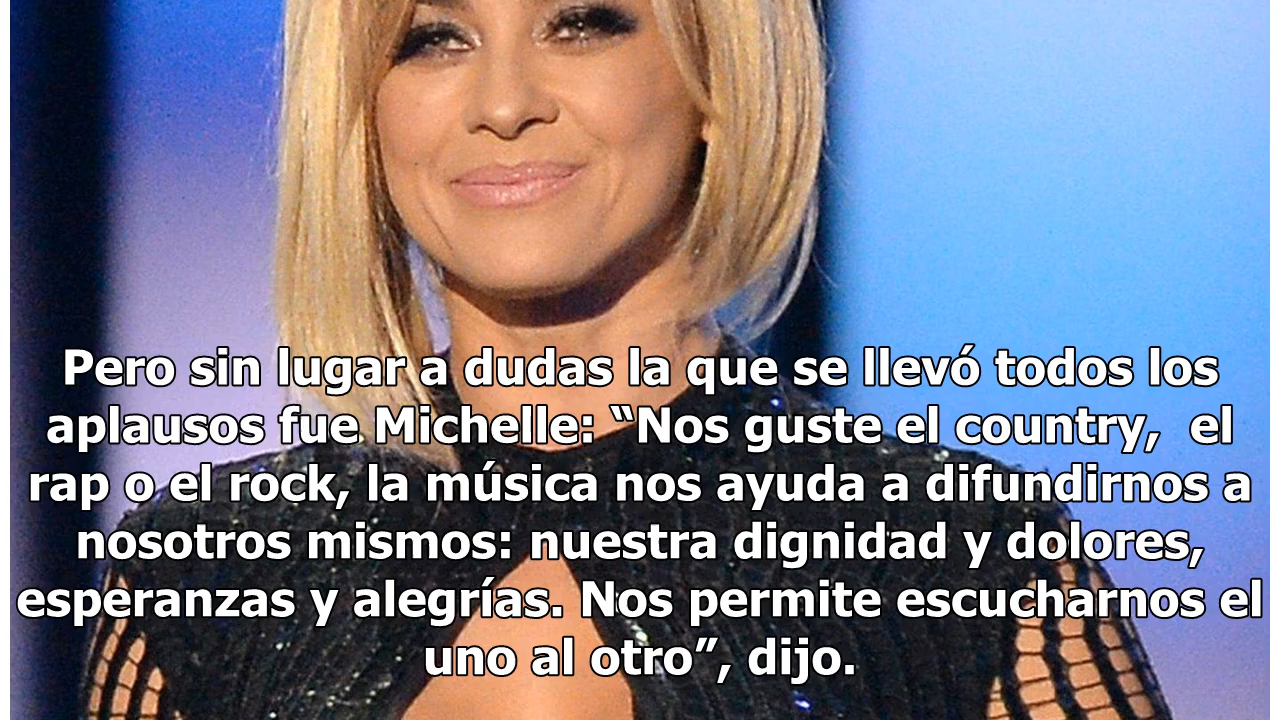 Pero sin lugar a dudas la que se llevó todos los
aplausos fue Michelle: “Nos guste el country,  el
rap o el rock, la música nos ayuda a difundirnos a
nosotros mismos: nuestra dignidad y dolores,
esperanzas y alegrías. Nos permite escucharnos el
uno al otro”, dijo.